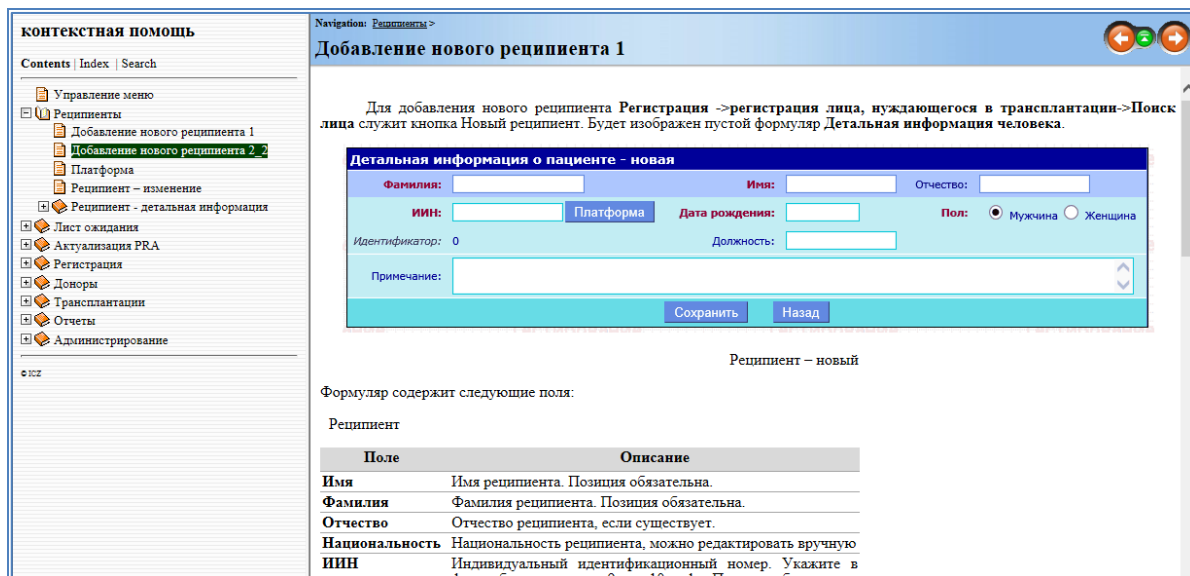 контекстная помощь
Contents | Index | Search
Управление меню
Реципиенты
Добавление нового реципиента 1
Добавление нового реципиента 2_2
Платформа
Реципиент – изменение
Реципиент - детальная информация
Лист ожидания
Актуализация PRA
Регистрация
Доноры
Трансплантации
Отчеты
Администрирование
© ICZ
Navigation: Реципиенты >
Добавление нового реципиента 1
Для добавления нового реципиента Регистрация ->регистрация лица, нуждающегося в трансплантации->Поиск
лица служит кнопка Новый реципиент. Будет изображен пустой формуляр Детальная информация человека.
Детальная информация о пациенте - новая
Фамилия: Имя: Отчество:
ИИН: Платформа Дата рождения: Пол: Мужчина Женщина
Идентификатор: 0 Должность:
Примечание:
Сохранить Назад
Реципиент – новый
Формуляр содержит следующие поля:
Реципиент
Поле Описание
Имя Имя реципиента. Позиция обязательна.
Фамилия Фамилия реципиента. Позиция обязательна.
Отчество Отчество реципиента, если существует.
Национальность Национальность реципиента, можно редактировать вручную
ИИН Индивидуальный идентификационный номер. Укажите в